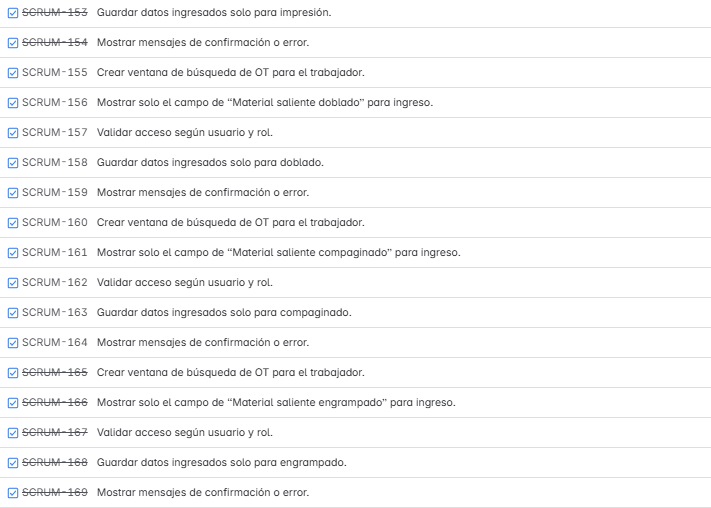 SCRUM-153 Guardar datos ingresados solo para impresión.
SCRUM-154 Mostrar mensajes de confirmación o error.
SCRUM-155 Crear ventana de búsqueda de OT para el trabajador.
SCRUM-156 Mostrar solo el campo de “Material saliente doblado” para ingreso.
SCRUM-157 Validar acceso según usuario y rol.
SCRUM-158 Guardar datos ingresados solo para doblado.
SCRUM-159 Mostrar mensajes de confirmación o error.
SCRUM-160 Crear ventana de búsqueda de OT para el trabajador.
SCRUM-161 Mostrar solo el campo de “Material saliente compaginado” para ingreso.
SCRUM-162 Validar acceso según usuario y rol.
SCRUM-163 Guardar datos ingresados solo para compaginado.
SCRUM-164 Mostrar mensajes de confirmación o error.
SCRUM-165 Crear ventana de búsqueda de OT para el trabajador.
SCRUM-166 Mostrar solo el campo de “Material saliente engrampado” para ingreso.
SCRUM-167 Validar acceso según usuario y rol.
SCRUM-168 Guardar datos ingresados solo para engrampado.
SCRUM-169 Mostrar mensajes de confirmación o error.